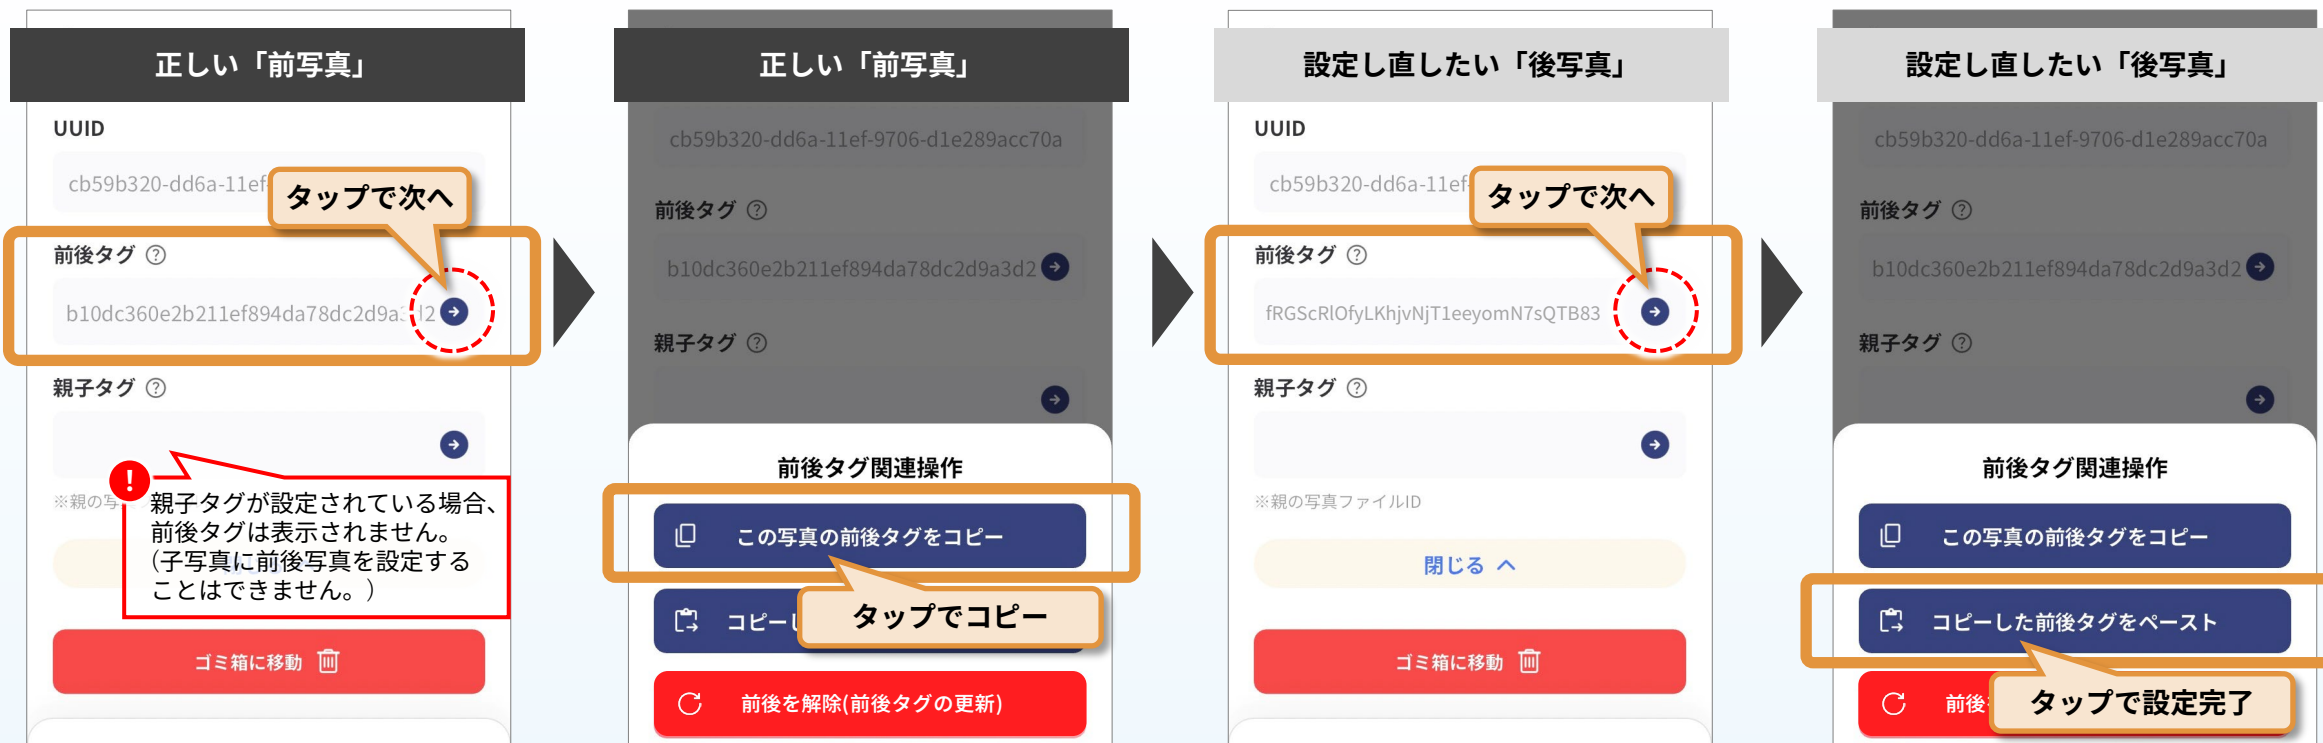 正しい「前写真」
UUID
cb59b320-dd6a-11ef-
タップで次へ
前後タグ ?
b10dc360e2b211ef894da78dc2d9a3d2
親子タグ ?
※親の写
!
親子タグが設定されている場合、
前後タグは表示されません。
(子写真に前後写真を設定する
ことはできません。)
ゴミ箱に移動
正しい「前写真」
cb59b320-dd6a-11ef-9706-d1e289acc70a
前後タグ ?
b10dc360e2b211ef894da78dc2d9a3d2
親子タグ ?
前後タグ関連操作
この写真の前後タグをコピー
コピーし
タップでコピー
前後を解除(前後タグの更新)
設定し直したい「後写真」
UUID
cb59b320-dd6a-11ef
タップで次へ
前後タグ ?
fRGScRlOfyLKhjvNjT1eeyomN7sQTB83
親子タグ ?
※親の写真ファイルID
閉じる
ゴミ箱に移動
設定し直したい「後写真」
cb59b320-dd6a-11ef-9706-d1e289acc70a
前後タグ ?
b10dc360e2b211ef894da78dc2d9a3d2
親子タグ ?
前後タグ関連操作
この写真の前後タグをコピー
コピーした前後タグをペースト
前後
タップで設定完了